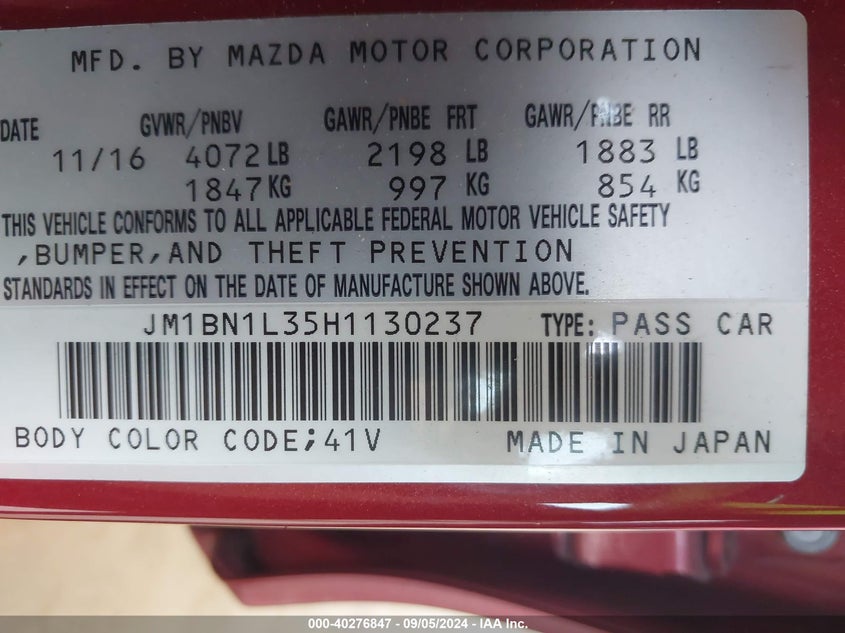 MFD. BY MAZDA MOTOR CORPORATION
DATE GVWR/PNBV GAWR/PNBE FRT GAWR/PNBE RR
11/16 4072 LB 2198 LB 1883 LB
1847 KG 997 KG 854 KG
THIS VEHICLE CONFORMS TO ALL APPLICABLE FEDERAL MOTOR VEHICLE SAFETY
,BUMPER,AND THEFT PREVENTION
STANDARDS IN EFFECT ON THE DATE OF MANUFACTURE SHOWN ABOVE.
JM1BN1L35H1130237 TYPE: PASS CAR
BODY COLOR CODE;41V MADE IN JAPAN
000-40276847 - 09/05/2024 - IAA Inc.